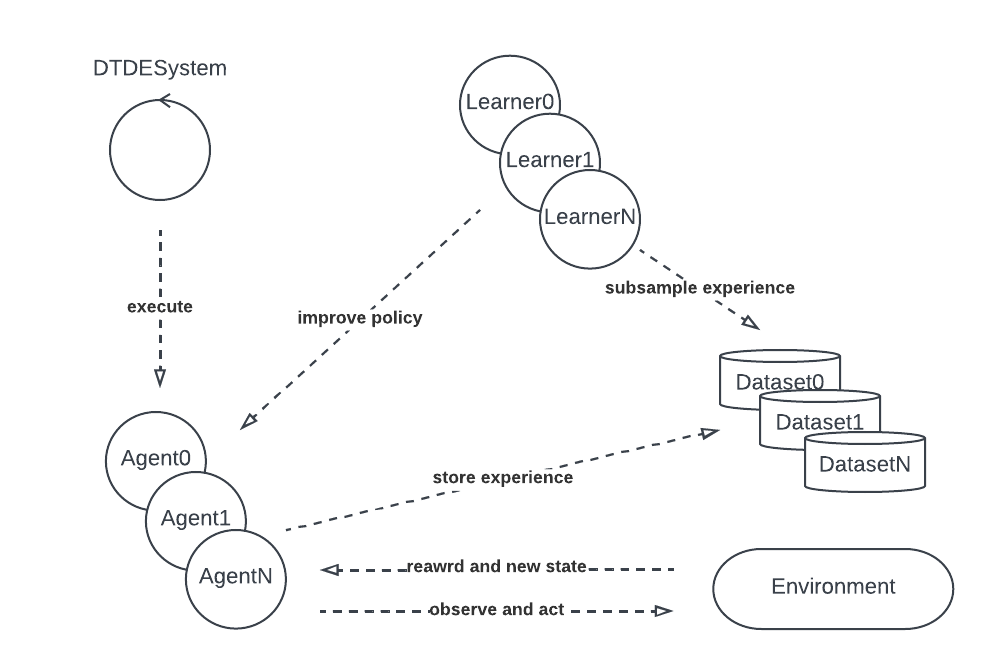 DTDESystem
Learner0
Learner1
LearnerN
subsample experience
execute
improve policy
Dataset0
Dataset1
DatasetN
Agent0
Agent1
AgentN
store experience
reawrd and new state
observe and act
Environment